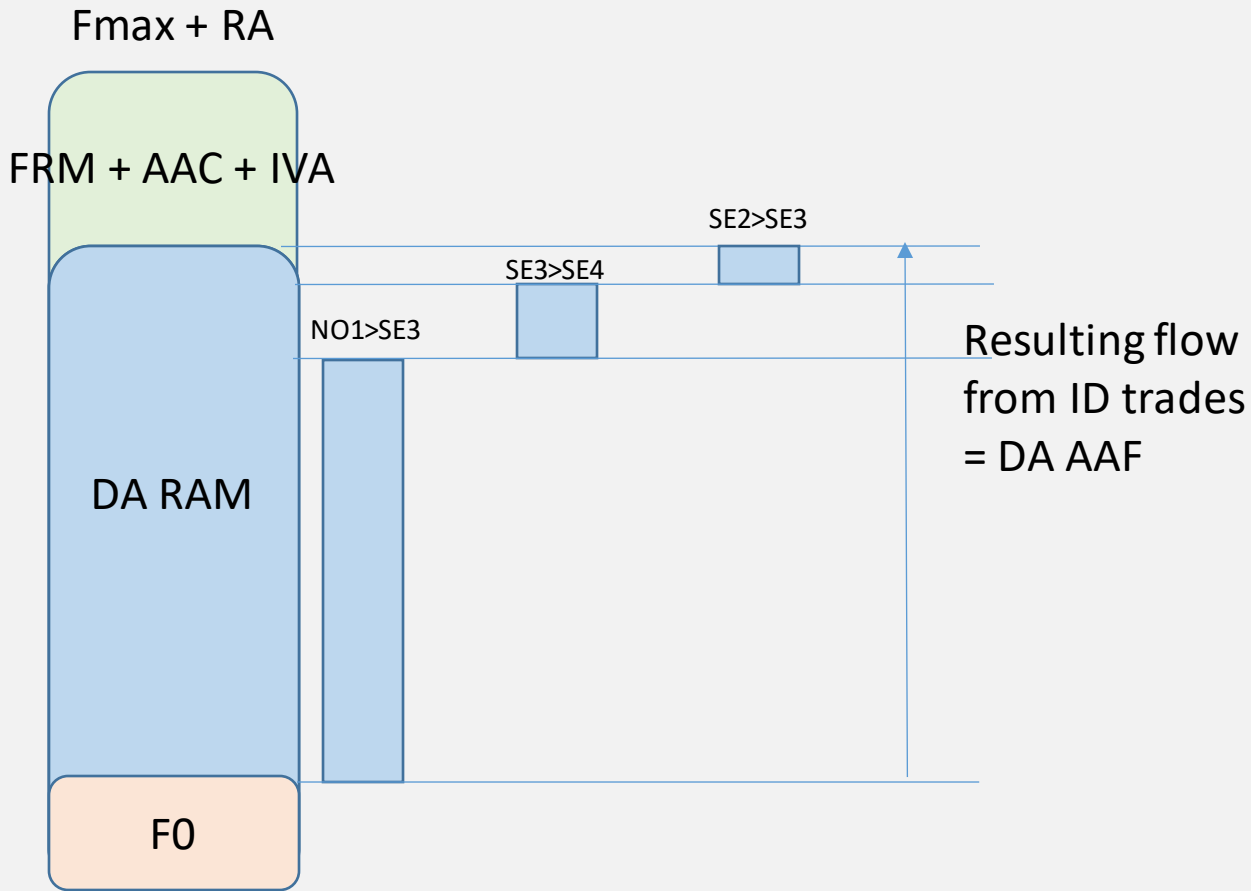 Fmax + RA
FRM + AAC + IVA
SE2>SE3
SE3>SE4
NO1>SE3
Resulting flow
from ID trades
= DA AAF
DA RAM
F0